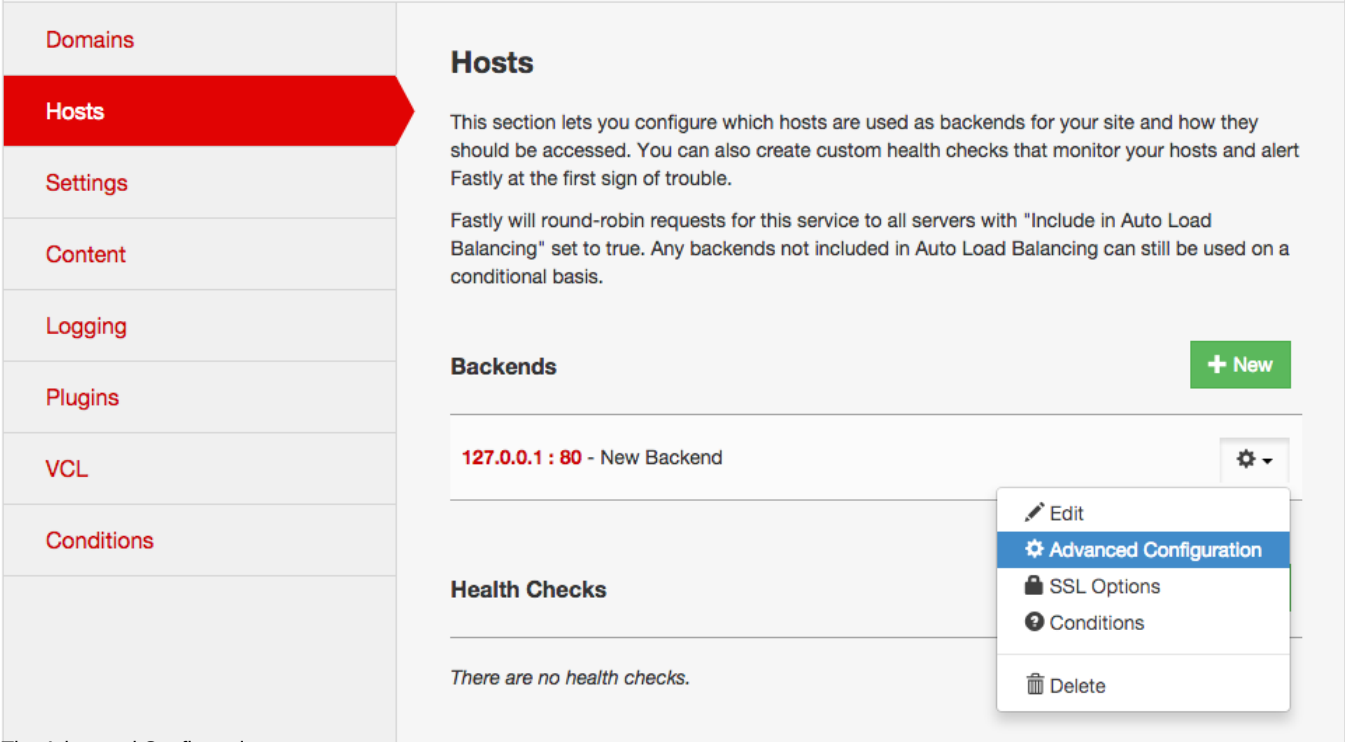 Domains
Hosts
Settings
Content
Logging
Plugins
VCL
Conditions
Hosts
This section lets you configure which hosts are used as backends for your site and how they
should be accessed. You can also create custom health checks that monitor your hosts and alert
Fastly at the first sign of trouble.
Fastly will round-robin requests for this service to all servers with "Include in Auto Load
Balancing" set to true. Any backends not included in Auto Load Balancing can still be used on a
conditional basis.
Backends
New
127.0.0.1 : 80 - New Backend
Edit
Advanced Configuration
SSL Options
Conditions
Delete
Health Checks
There are no health checks.